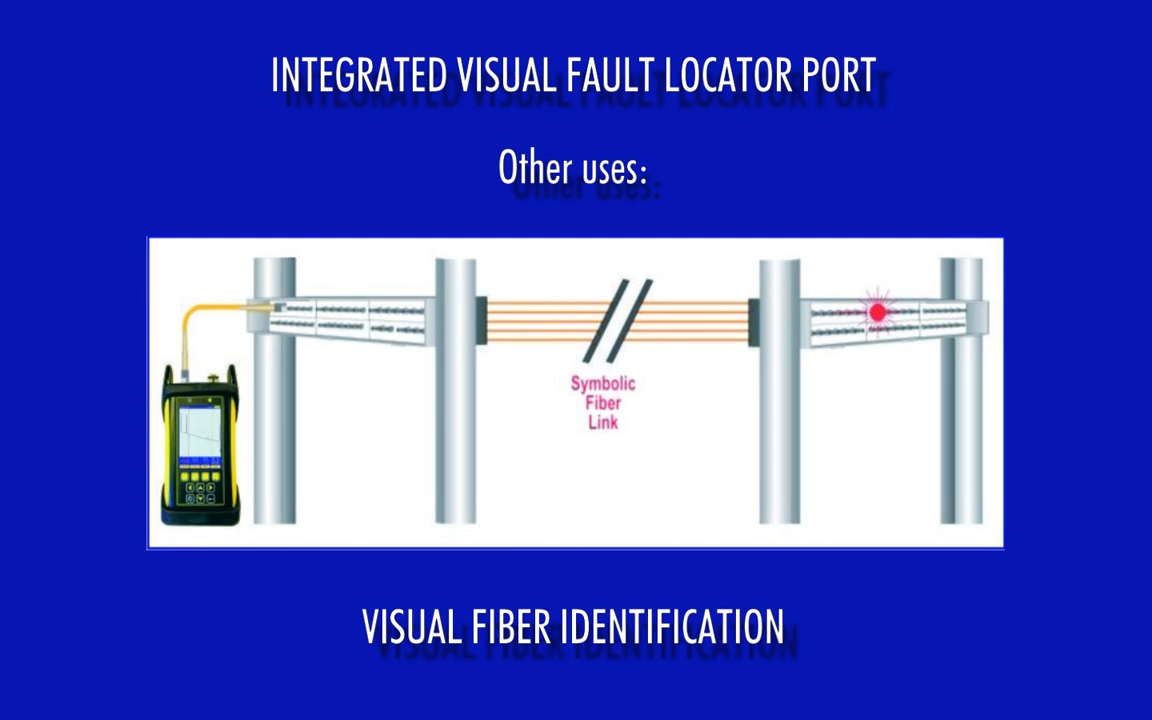 INTEGRATED VISUAL FAULT LOCATOR PORT
Other uses:
Symbolic
Fiber
Link
VISUAL FIBER IDENTIFICATION